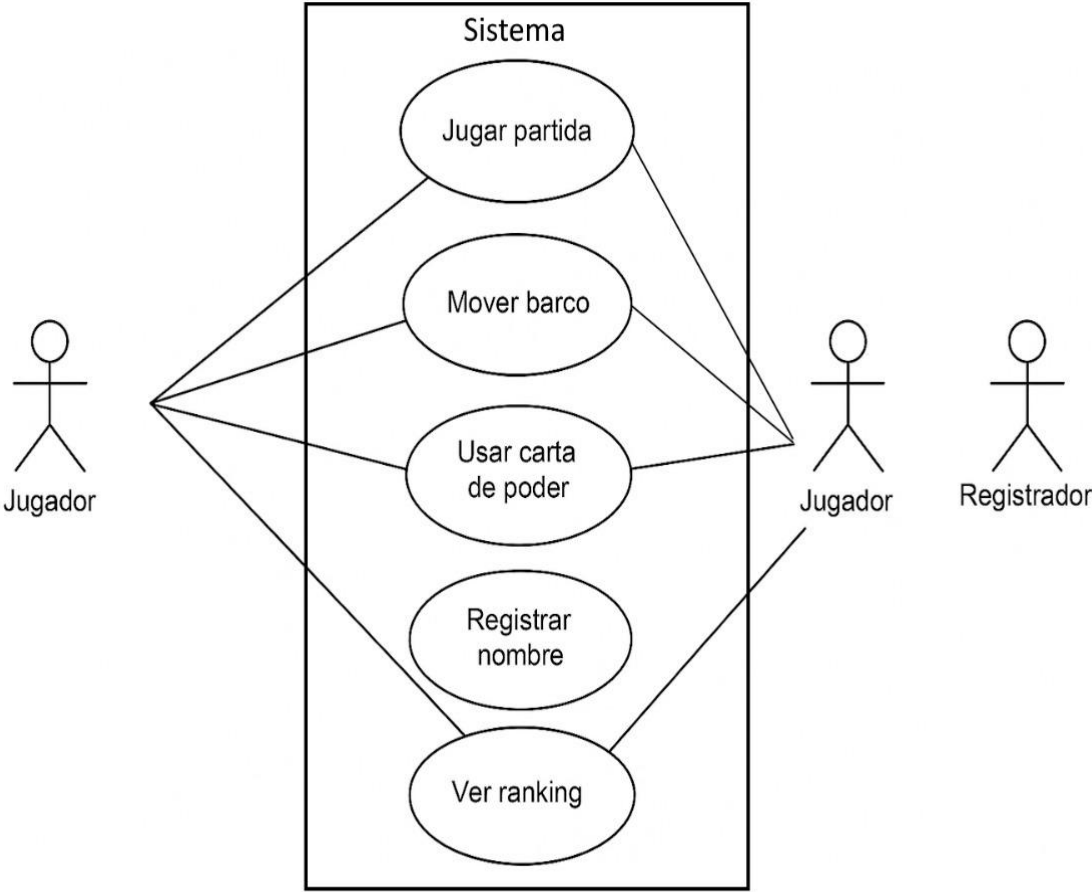 Sistema
Jugar partida
Mover barco
Usar carta
de poder
Registrar
nombre
Ver ranking
Jugador
Jugador
Registrador